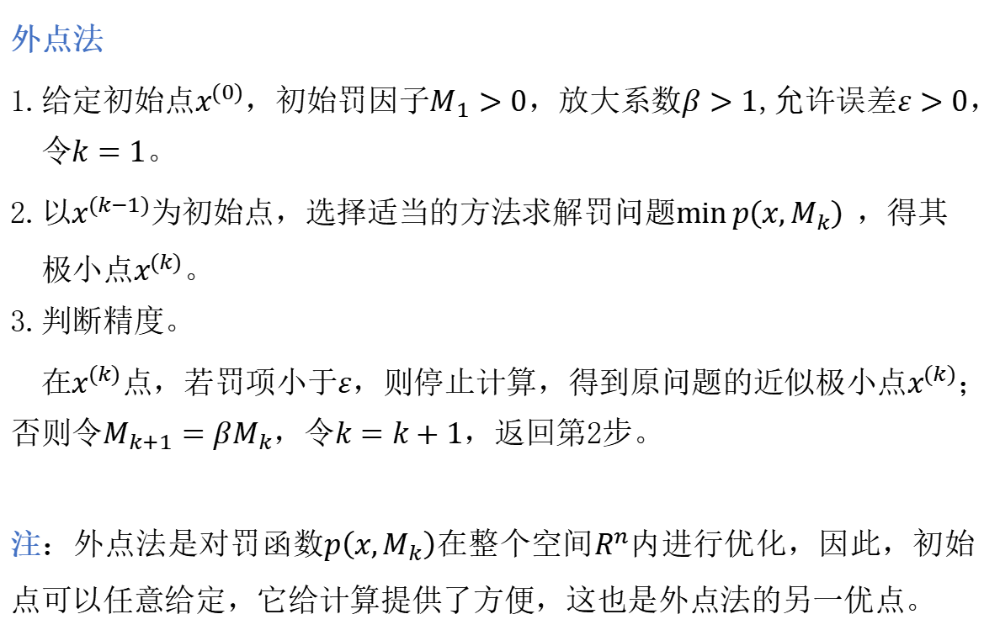 外点法
1. 给定初始点$x^{(0)}$，初始罚因子$M_1 > 0$，放大系数$\beta > 1$,允许误差$\varepsilon > 0$，
令$k = 1$。
2. 以$x^{(k-1)}$为初始点，选择适当的方法求解罚问题$\min p(x, M_k)$ ，得其
极小点$x^{(k)}$。
3. 判断精度。
在$x^{(k)}$点，若罚项小于$\varepsilon$，则停止计算，得到原问题的近似极小点$x^{(k)}$；
否则令$M_{k+1} = \beta M_k$，令$k = k + 1$，返回第2步。
注：外点法是对罚函数$p(x, M_k)$在整个空间$R^n$内进行优化，因此，初始
点可以任意给定，它给计算提供了方便，这也是外点法的另一优点。